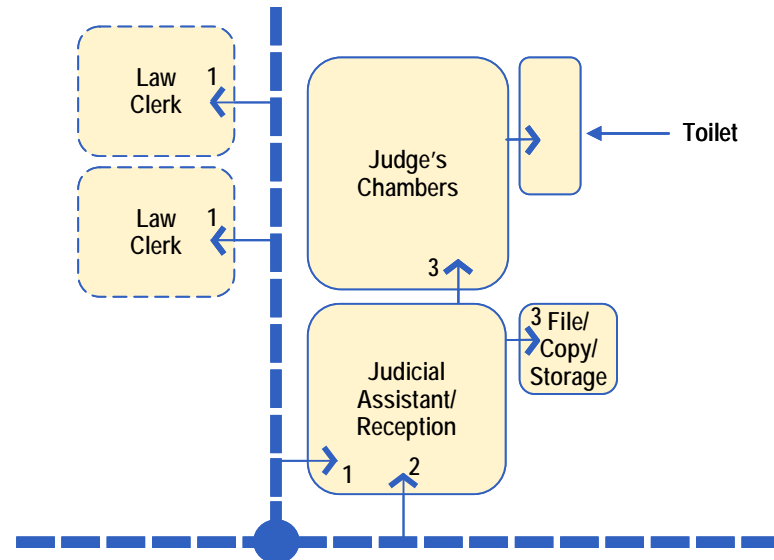 Law
Clerk
1
Law
Clerk
1
Judge's
Chambers
3
Toilet
Judicial
Assistant/
Reception
1
2
3 File/
Copy/
Storage